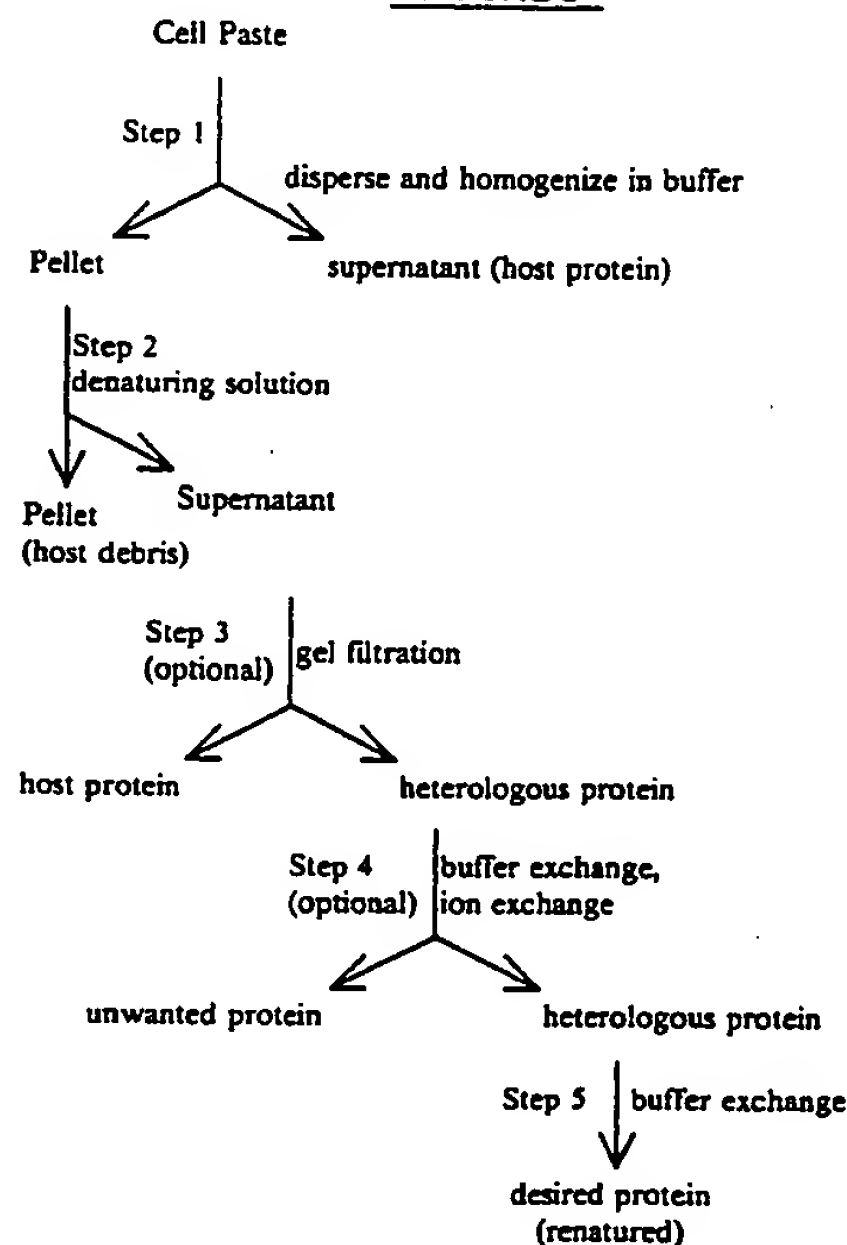 Cell Paste
Step 1
disperse and homogenize in buffer
Pellet
supernatant (host protein)
Step 2
denaturing solution
Pellet
(host debris)
Supernatant
Step 3
(optional)
gel filtration
host protein
heterologous protein
Step 4
(optional)
buffer exchange,
ion exchange
unwanted protein
heterologous protein
Step 5
buffer exchange
desired protein
(renatured)